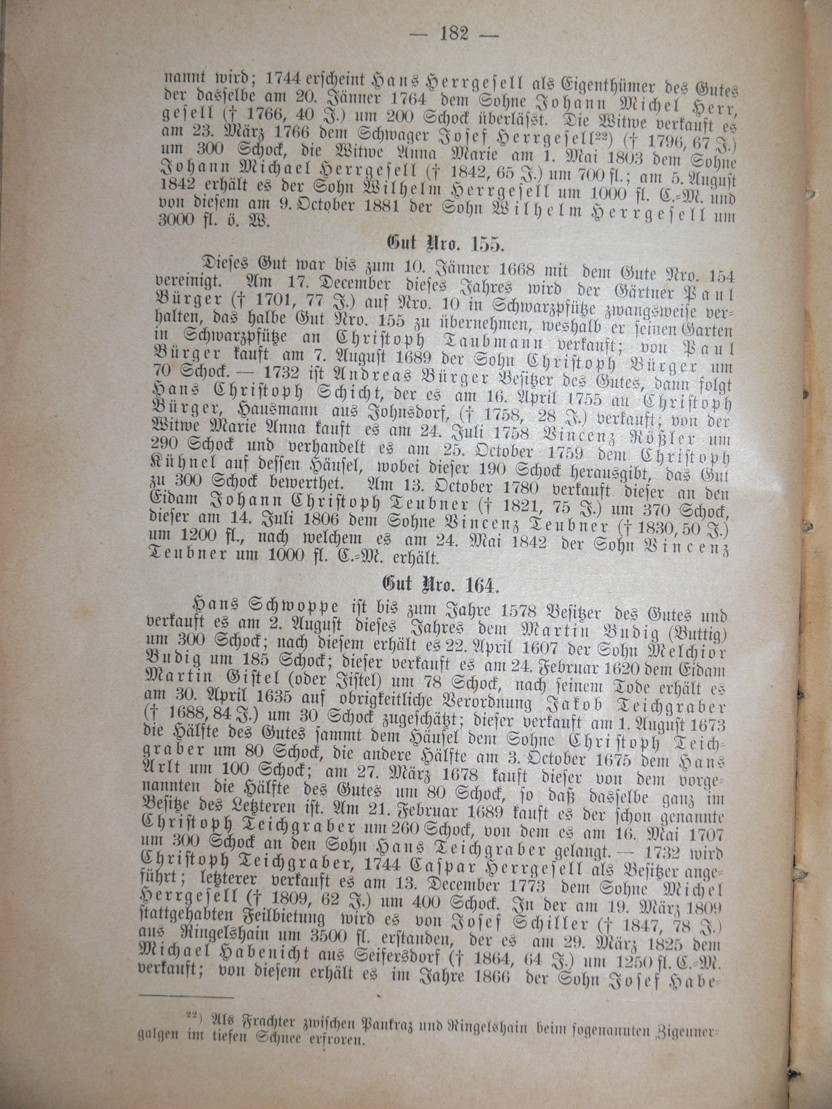 — 182 —
nannt wird; 1744 erscheint Hans Herrgesell als Eigenthümer des Gutes
der dasselbe am 20. Jänner 1764 dem Sohne Johann Michel Herr,
gesell († 1766, 40 J.) um 200 Schock überläßt. Die Witwe verkauft es
am 23. März 1766 dem Schwager Josef Herrgesell²²) († 1796, 67 J.)
um 300 Schock, die Witwe Anna Marie am 1. Mai 1803 dem Sohne
Johann Michael Herrgesell († 1842, 65 J.) um 700 fl.; am 5. August
1842 erhält es der Sohn Wilhelm Herrgesell um 1000 fl. C.=M. und
von diesem am 9. October 1881 der Sohn Wilhelm Herrgesell um
3000 fl. ö. W.
Gut Nro. 155.
Dieses Gut war bis zum 10. Jänner 1668 mit dem Gute Nro. 154
vereinigt. Am 17. December dieses Jahres wird der Gärtner Paul
Bürger († 1701, 77 J.) auf Nro. 10 in Schwarzpfütze zwangsweise ver=
halten, das halbe Gut Nro. 155 zu übernehmen, weshalb er seinen Garten
in Schwarzpfütze an Christoph Taubmann verkauft; von Paul
Bürger kauft am 7. August 1689 der Sohn Christoph Bürger um
70 Schock. — 1732 ist Andreas Bürger Besitzer des Gutes, dann folgt
Hans Christoph Schicht, der es am 16. April 1755 an Christoph
Bürger, Hausmann aus Johnsdorf, († 1758, 28 J.) verkauft; von der
Witwe Marie Anna kauft es am 24. Juli 1758 Vincenz Rößler um
290 Schock und verhandelt es am 25. October 1759 dem Christoph
Kühnel auf dessen Häusel, wobei dieser 190 Schock herausgibt, das Gut
zu 300 Schock bewerthet. Am 13. October 1780 verkauft dieser an den
Eidam Johann Christoph Teubner († 1821, 75 J.) um 370 Schock,
dieser am 14. Juli 1806 dem Sohne Vincenz Teubner († 1830, 50 J.)
um 1200 fl., nach welchem es am 24. Mai 1842 der Sohn Vincenz
Teubner um 1000 fl. C.=M. erhält.
Gut Nro. 164.
Hans Schwoppe ist bis zum Jahre 1578 Besitzer des Gutes und
verkauft es am 2. August dieses Jahres dem Martin Budig (Buttig)
um 300 Schock; nach diesem erhält es 22. April 1607 der Sohn Melchior
Budig um 185 Schock; dieser verkauft es am 24. Februar 1620 dem Eidam
Martin Gistel (oder Jistel) um 78 Schock, nach seinem Tode erhält es
am 30. April 1635 auf obrigkeitliche Verordnung Jakob Teichgraber
(† 1688, 84 J.) um 30 Schock zugeschätzt; dieser verkauft am 1. August 1673
die Hälfte des Gutes sammt dem Häusel dem Sohne Christoph Teich=
graber um 80 Schock, die andere Hälfte am 3. October 1675 dem Hans
Arlt um 100 Schock; am 27. März 1678 kauft dieser von dem vorge=
nannten die Hälfte des Gutes um 80 Schock, so daß dasselbe ganz im
Besitze des Letzteren ist. Am 21. Februar 1689 kauft es der schon genannte
Christoph Teichgraber um 260 Schock, von dem es am 16. Mai 1707
um 300 Schock an den Sohn Hans Teichgraber gelangt. — 1732 wird
Christoph Teichgraber, 1744 Caspar Herrgesell als Besitzer ange=
führt; letzterer verkauft es am 13. December 1773 dem Sohne Michel
Herrgesell († 1809, 62 J.) um 400 Schock. In der am 19. März 1809
stattgehabten Feilbietung wird es von Josef Schiller († 1847, 78 J.)
aus Ringelshain um 3500 fl. erstanden, der es am 29. März 1825 dem
Michael Habenicht aus Seifersdorf († 1864, 64 J.) um 1250 fl. C.=M.
verkauft; von diesem erhält es im Jahre 1866 der Sohn Josef Habe=
²²) Als Frachter zwischen Pankraz und Ringelshain beim sogenannten Zigeuner=
galgen im tiefen Schnee erfroren.